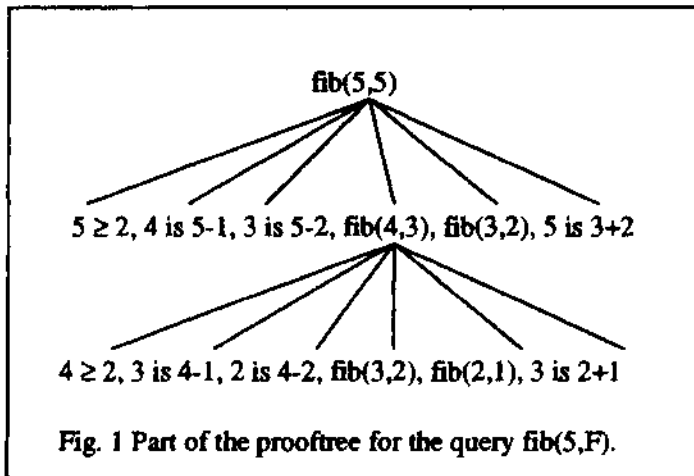 fib(5,5)
5 ≥ 2, 4 is 5-1, 3 is 5-2, fib(4,3), fib(3,2), 5 is 3+2
4 ≥ 2, 3 is 4-1, 2 is 4-2, fib(3,2), fib(2,1), 3 is 2+1
Fig. 1 Part of the prooftree for the query fib(5,F).